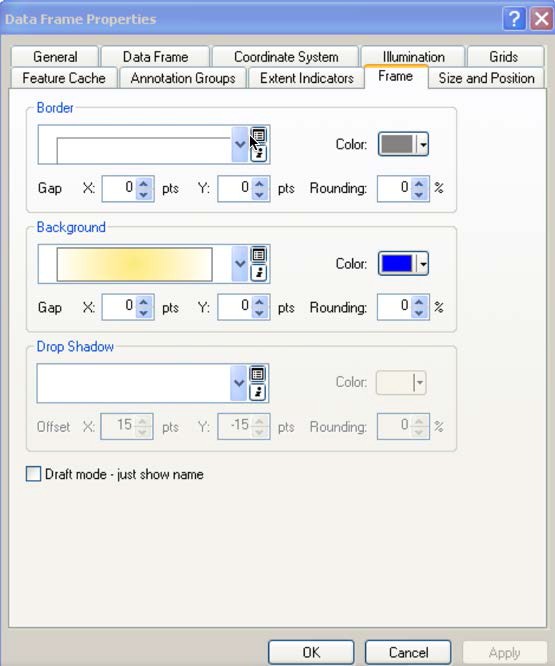 Data Frame Properties ?
General Data Frame Coordinate System Illumination Grids
Feature Cache Annotation Groups Extent Indicators Frame Size and Position
Border
Color:
Gap X: 0 pts Y: 0 pts Rounding: 0 %
Background
Color:
Gap X: 0 pts Y: 0 pts Rounding: 0 %
Drop Shadow
Color:
Offset X: 15 pts Y: -15 pts Rounding: 0 %
Draft mode - just show name
OK Cancel Apply